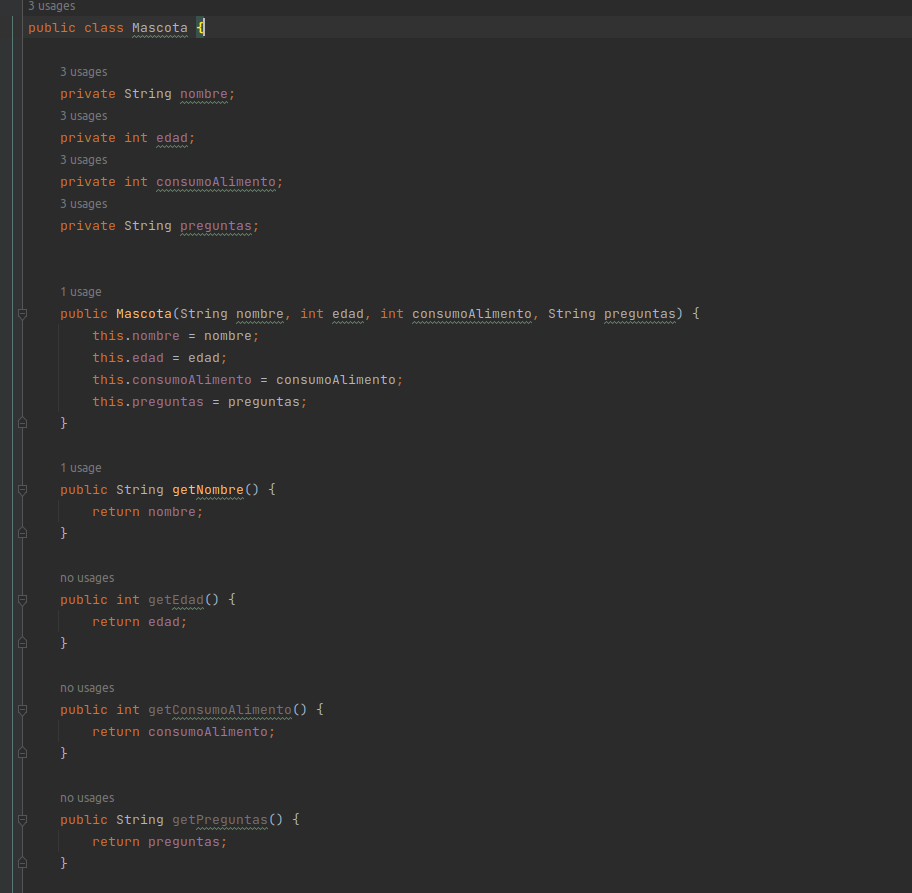 3 usages
public class Mascota {
3 usages
private String nombre;
3 usages
private int edad;
3 usages
private int consumoAlimento;
3 usages
private String preguntas;
1 usage
public Mascota(String nombre, int edad, int consumoAlimento, String preguntas) {
this.nombre = nombre;
this.edad = edad;
this.consumoAlimento = consumoAlimento;
this.preguntas = preguntas;
}
1 usage
public String getNombre() {
return nombre;
}
no usages
public int getEdad() {
return edad;
}
no usages
public int getConsumoAlimento() {
return consumoAlimento;
}
no usages
public String getPreguntas() {
return preguntas;
}